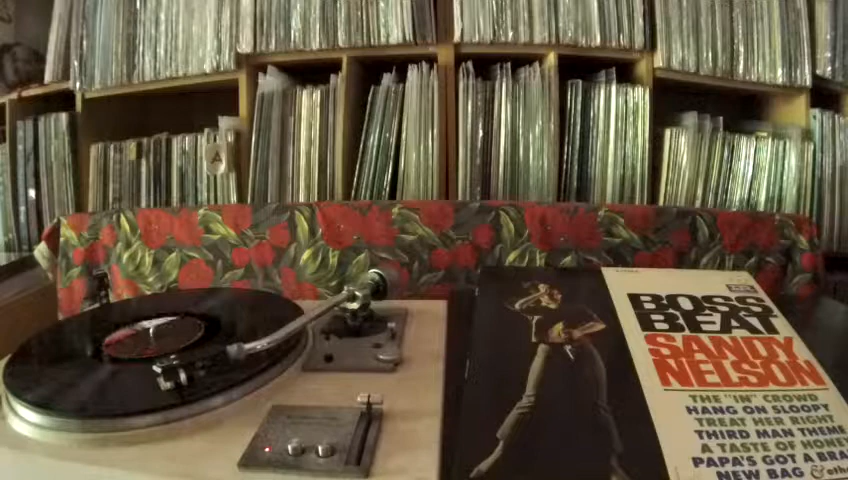 A
BOSS
BEAT
SANDY
NELSON
THE "IN" CROWD
HANG ON SLOOPY
TREAT HER RIGHT
THIRD MAN THEME
A TASTE OF HONEY
PAPA'S GOT A BRA
NEW BAG & othe